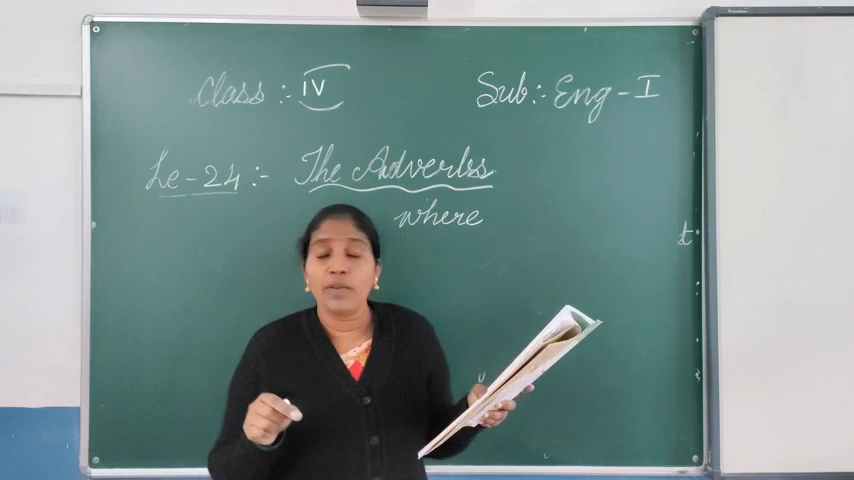 Class :- IV
Sub:- Eng - I
Le - 24 :- The Adverbs
where
t